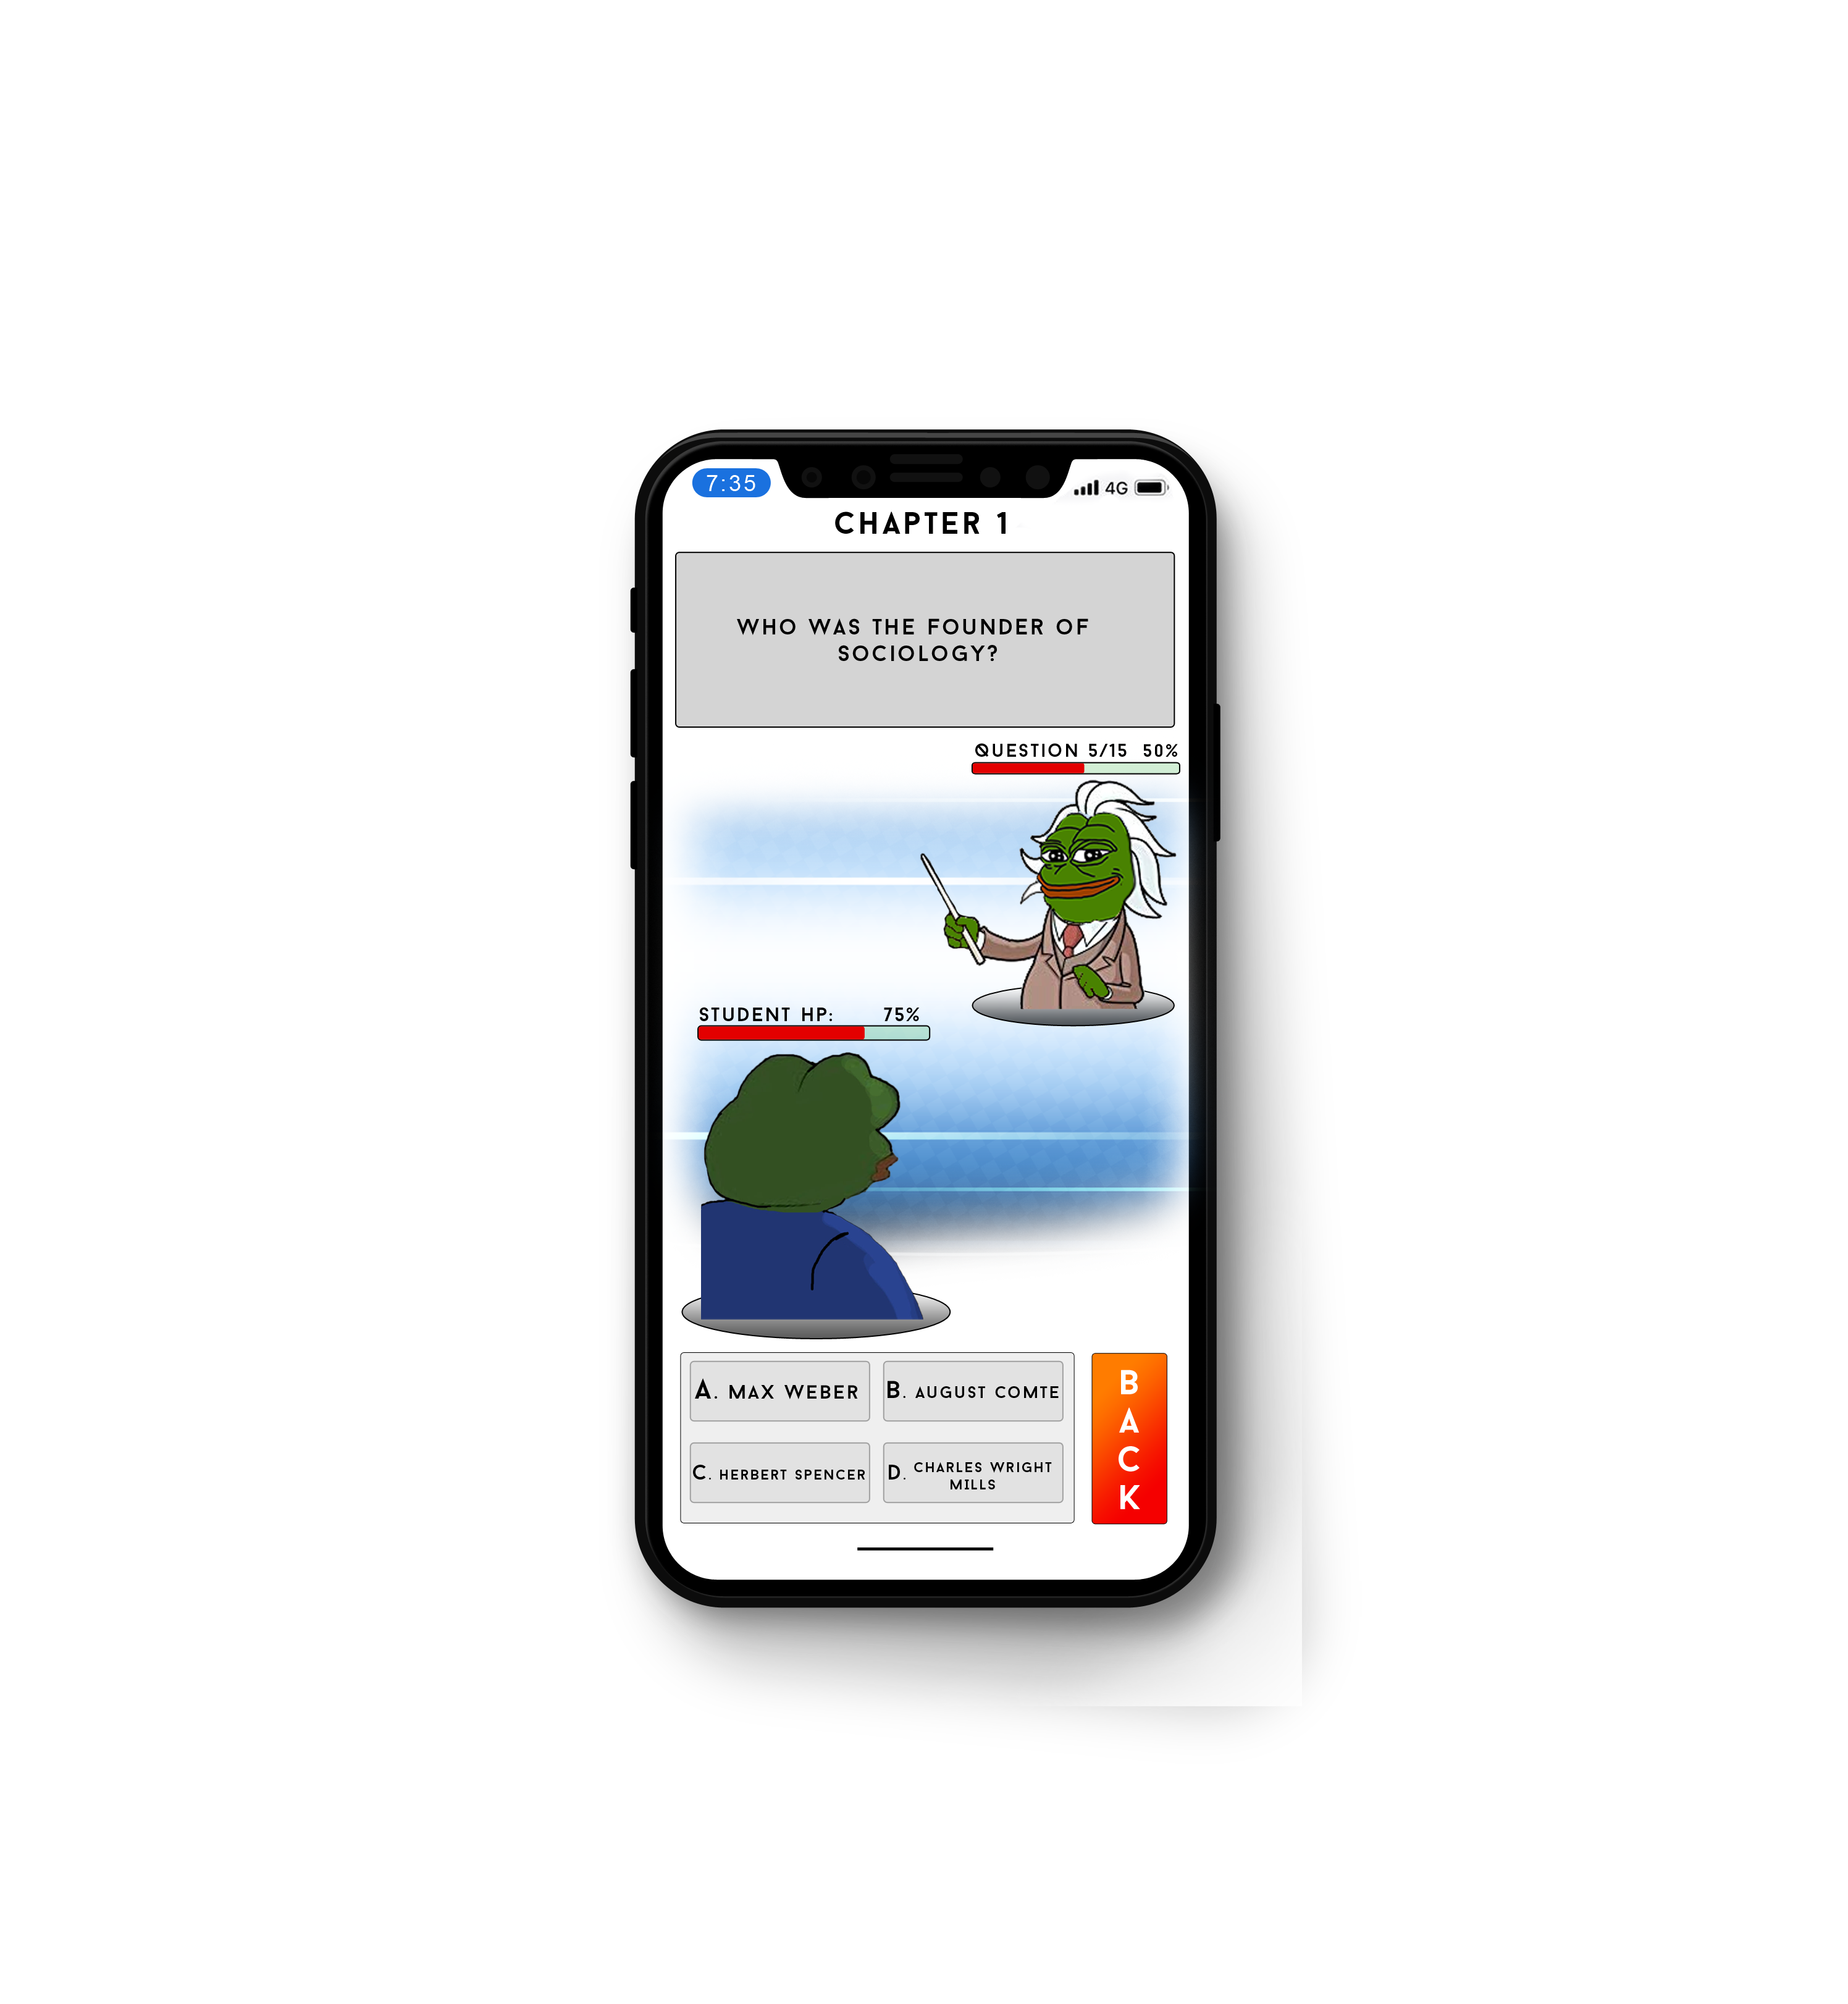 7:35
4G
CHAPTER 1
WHO WAS THE FOUNDER OF
SOCIOLOGY?
QUESTION 5/15 50%
STUDENT HP: 75%
A. MAX WEBER
B. AUGUST COMTE
C. HERBERT SPENCER
D. CHARLES WRIGHT
MILLS
B
A
C
K